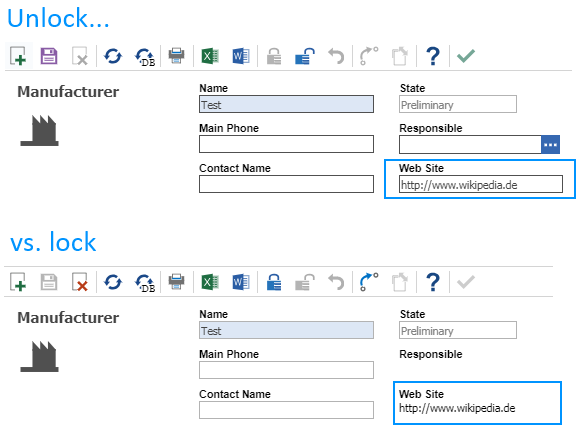 Unlock...
DB
X W ?
Manufacturer
Name State
Test Preliminary
Main Phone Responsible
...
Contact Name Web Site
http://www.wikipedia.de
vs. lock
DB
X W ?
Manufacturer
Name State
Test Preliminary
Main Phone Responsible
Contact Name Web Site
http://www.wikipedia.de